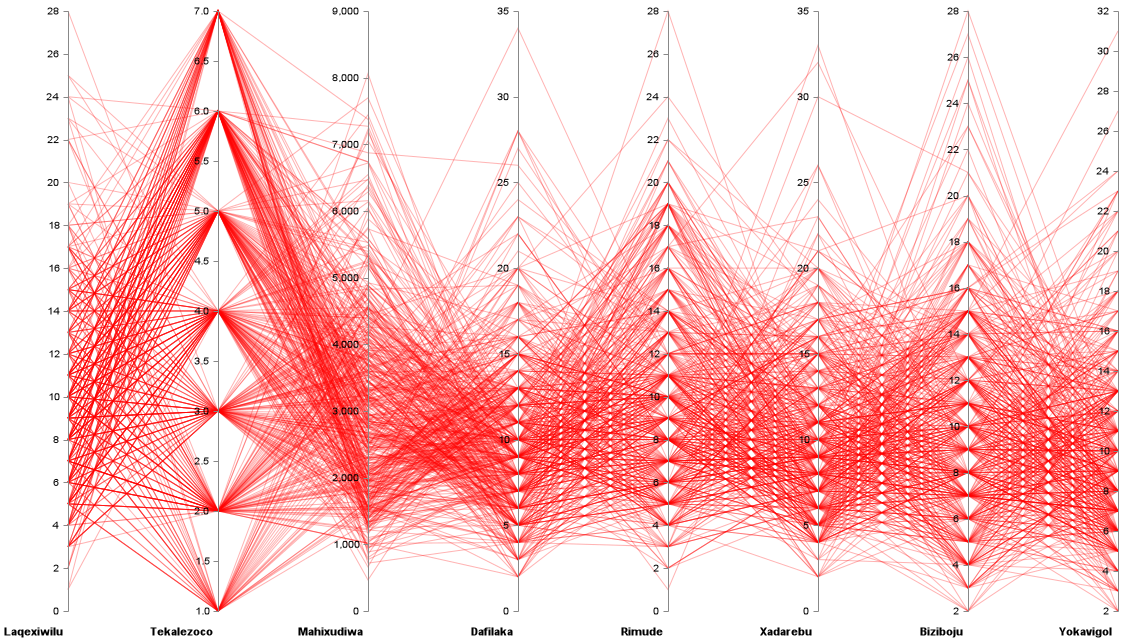 28 7.0 9,000 35 28 35 28 32
26 6.5 8,000 30 26 30 26 30
24 6.0 7,000 25 24 25 24 28
22 5.5 6,000 20 22 20 22 26
20 5.0 5,000 15 20 15 20 24
18 4.5 4,000 10 18 10 18 22
16 4.0 3,000 5 16 5 16 20
14 3.5 2,000 0 14 0 14 18
12 3.0 1,000 12 12 16
10 2.5 0 10 10 14
8 2.0 8 8 12
6 1.5 6 6 10
4 1.0 4 4 8
2 2 2 6
0 0 4
2
Laqexiwilu Tekalezoco Mahixudiwa Dafilaka Rimude Xadarebu Biziboju Yokavigol